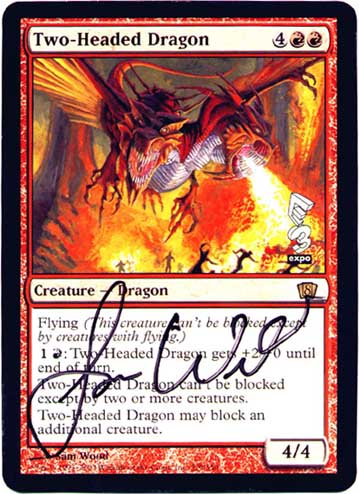 Two-Headed Dragon 4
E3
expo
Creature — Dragon
8
Flying (This creature can't be blocked except
by creatures with flying.)
1 : Two-Headed Dragon gets +2/+0 until
end of turn.
Two-Headed Dragon can't be blocked
except by two or more creatures.
Two-Headed Dragon may block an
additional creature.
Sam Wood
4/4